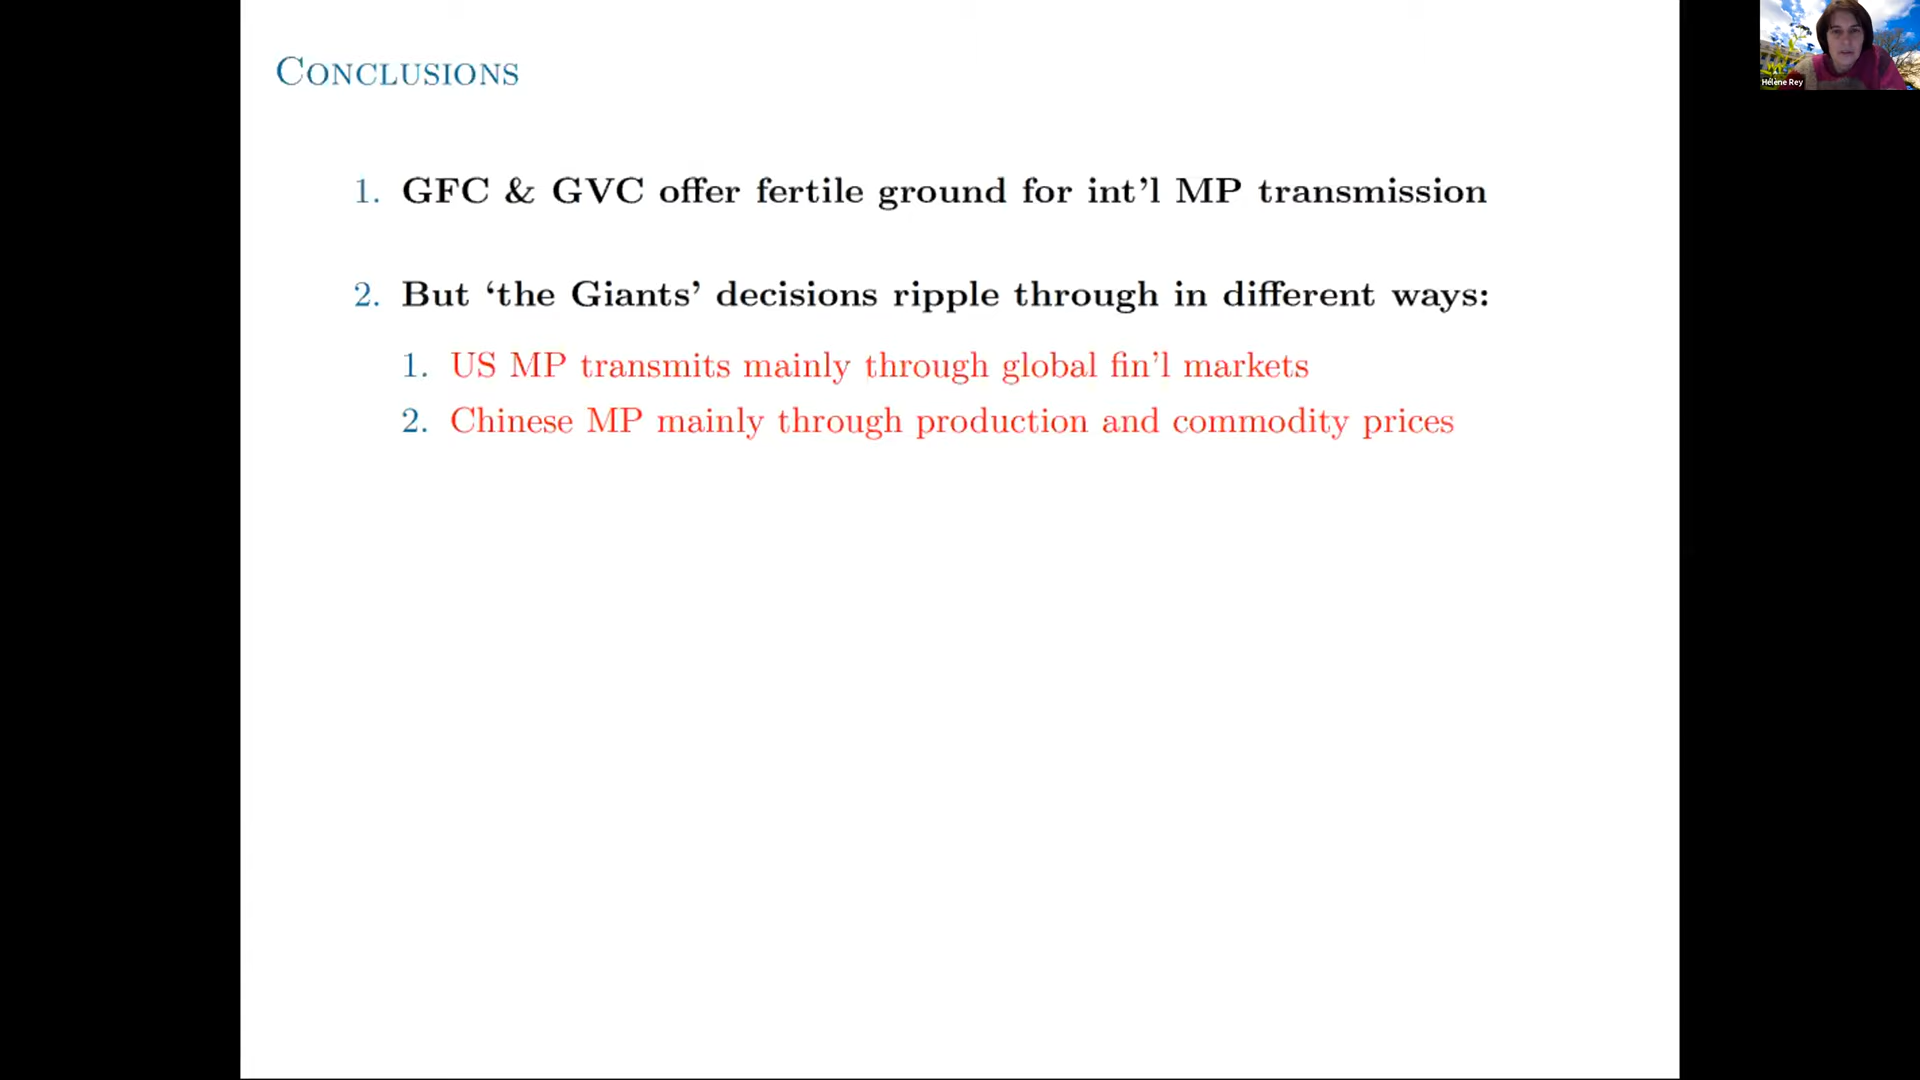 CONCLUSIONS
Hélène Rey
1. GFC & GVC offer fertile ground for int'l MP transmission
2. But ‘the Giants’ decisions ripple through in different ways:
1. US MP transmits mainly through global fin'l markets
2. Chinese MP mainly through production and commodity prices